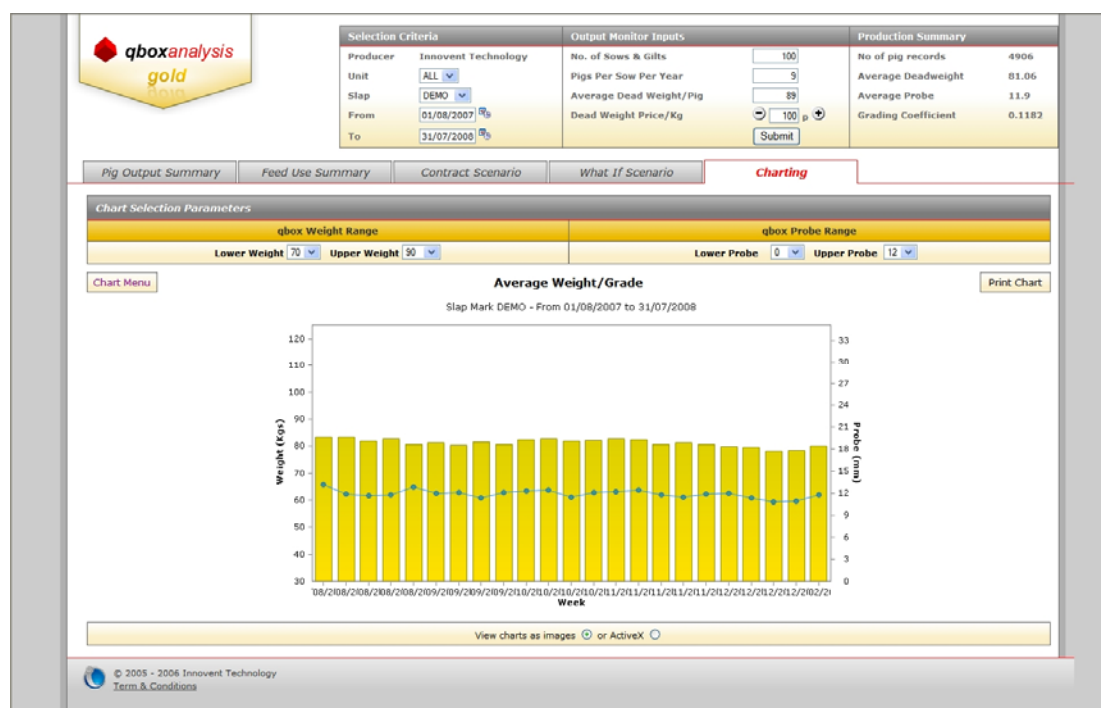 qboxanalysis
gold
Selection Criteria
Producer Innovent Technology
Unit ALL
Slap DEMO
From 01/08/2007
To 31/07/2008
Output Monitor Inputs
No. of Sows & Gilts 100
Pigs Per Sow Per Year 9
Average Dead Weight/Pig 89
Dead Weight Price/Kg 100 p
Submit
Production Summary
No of pig records 4906
Average Deadweight 81.06
Average Probe 11.9
Grading Coefficient 0.1182
Pig Output Summary Feed Use Summary Contract Scenario What If Scenario Charting
Chart Selection Parameters
qbox Weight Range qbox Probe Range
Lower Weight 70 Upper Weight 90 Lower Probe 0 Upper Probe 12
Chart Menu Average Weight/Grade Print Chart
Slap Mark DEMO - From 01/08/2007 to 31/07/2008
Weight (Kgs)
120
110
100
90
80
70
60
50
40
30
33
30
27
24
21
18
15
12
9
6
3
0
Probe (mm)
Week
View charts as images or ActiveX
© 2005 - 2006 Innovent Technology
Term & Conditions